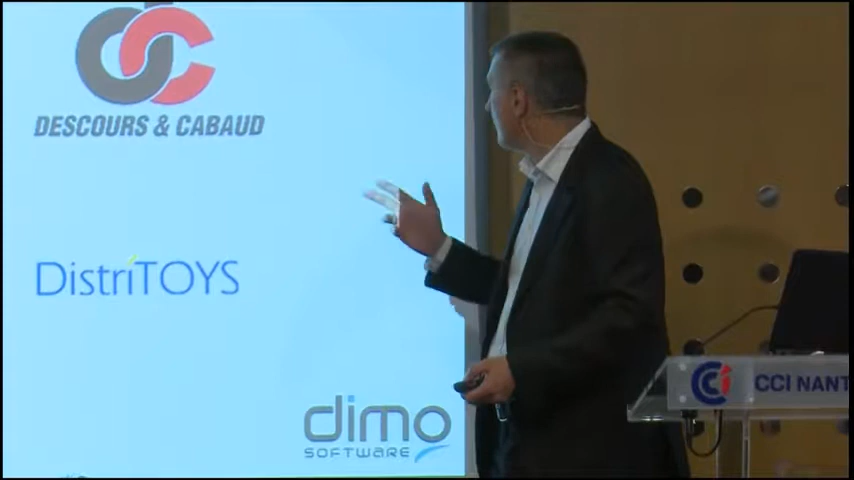 DESCOURS & CABAUD
DistriTOYS
dimo
SOFTWARE
CCI NANT